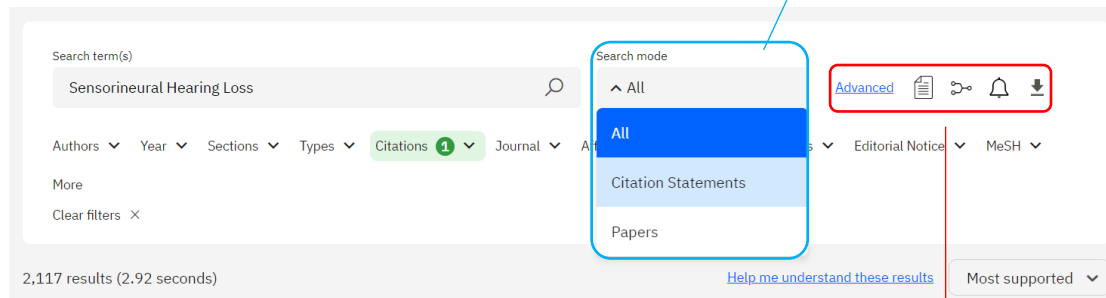 Search term(s) Search mode
Sensorineural Hearing Loss All Advanced
All
Authors Year Sections Types Citations 1 Journal Editorial Notice MeSH
More
Citation Statements
Clear filters ×
Papers
2,117 results (2.92 seconds) Help me understand these results Most supported